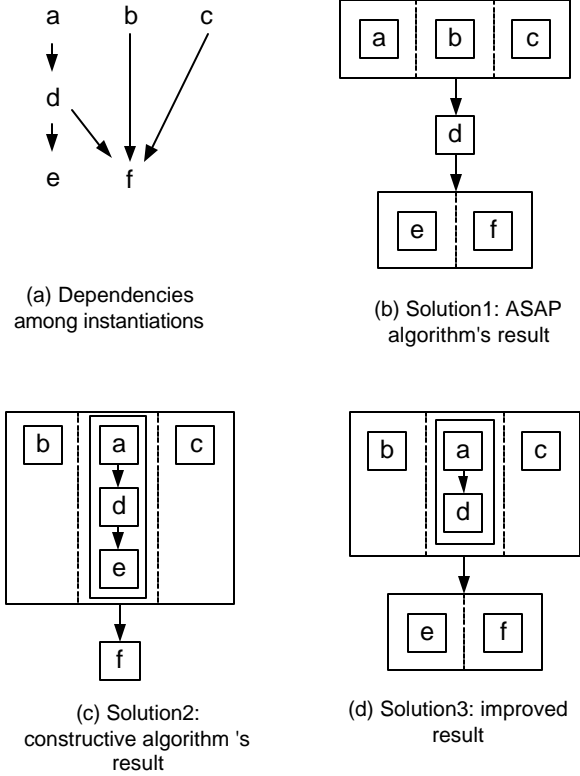 a b c
d
e f
(a) Dependencies
among instantiations
a b c
d
e f
(b) Solution1: ASAP
algorithm's result
b a c
d
e
f
(c) Solution2:
constructive algorithm 's
result
b a c
d
e f
(d) Solution3: improved
result